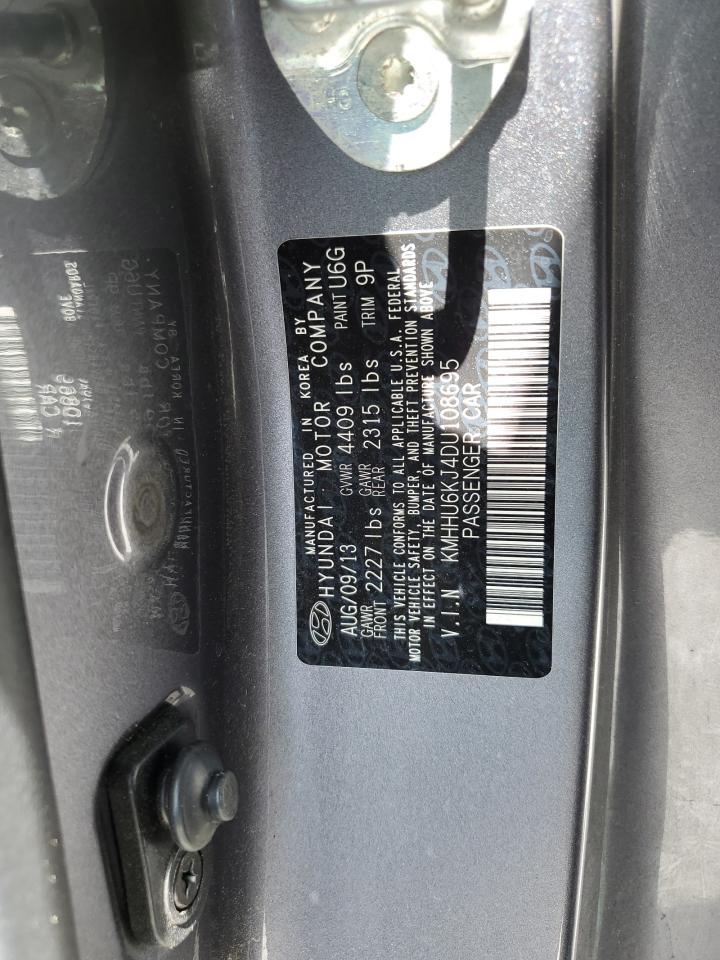 MANUFACTURED IN KOREA BY
HYUNDAI MOTOR COMPANY
AUG/09/13 GVWR 4409 lbs PAINT U6G
GAWR FRONT 2227 lbs GAWR REAR 2315 lbs TRIM 9P
THIS VEHICLE CONFORMS TO ALL APPLICABLE U.S.A. FEDERAL
MOTOR VEHICLE SAFETY, BUMPER, AND THEFT PREVENTION STANDARDS
IN EFFECT ON THE DATE OF MANUFACTURE SHOWN ABOVE
V.I.N KMHHU6KJ4DU108695
PASSENGER CAR